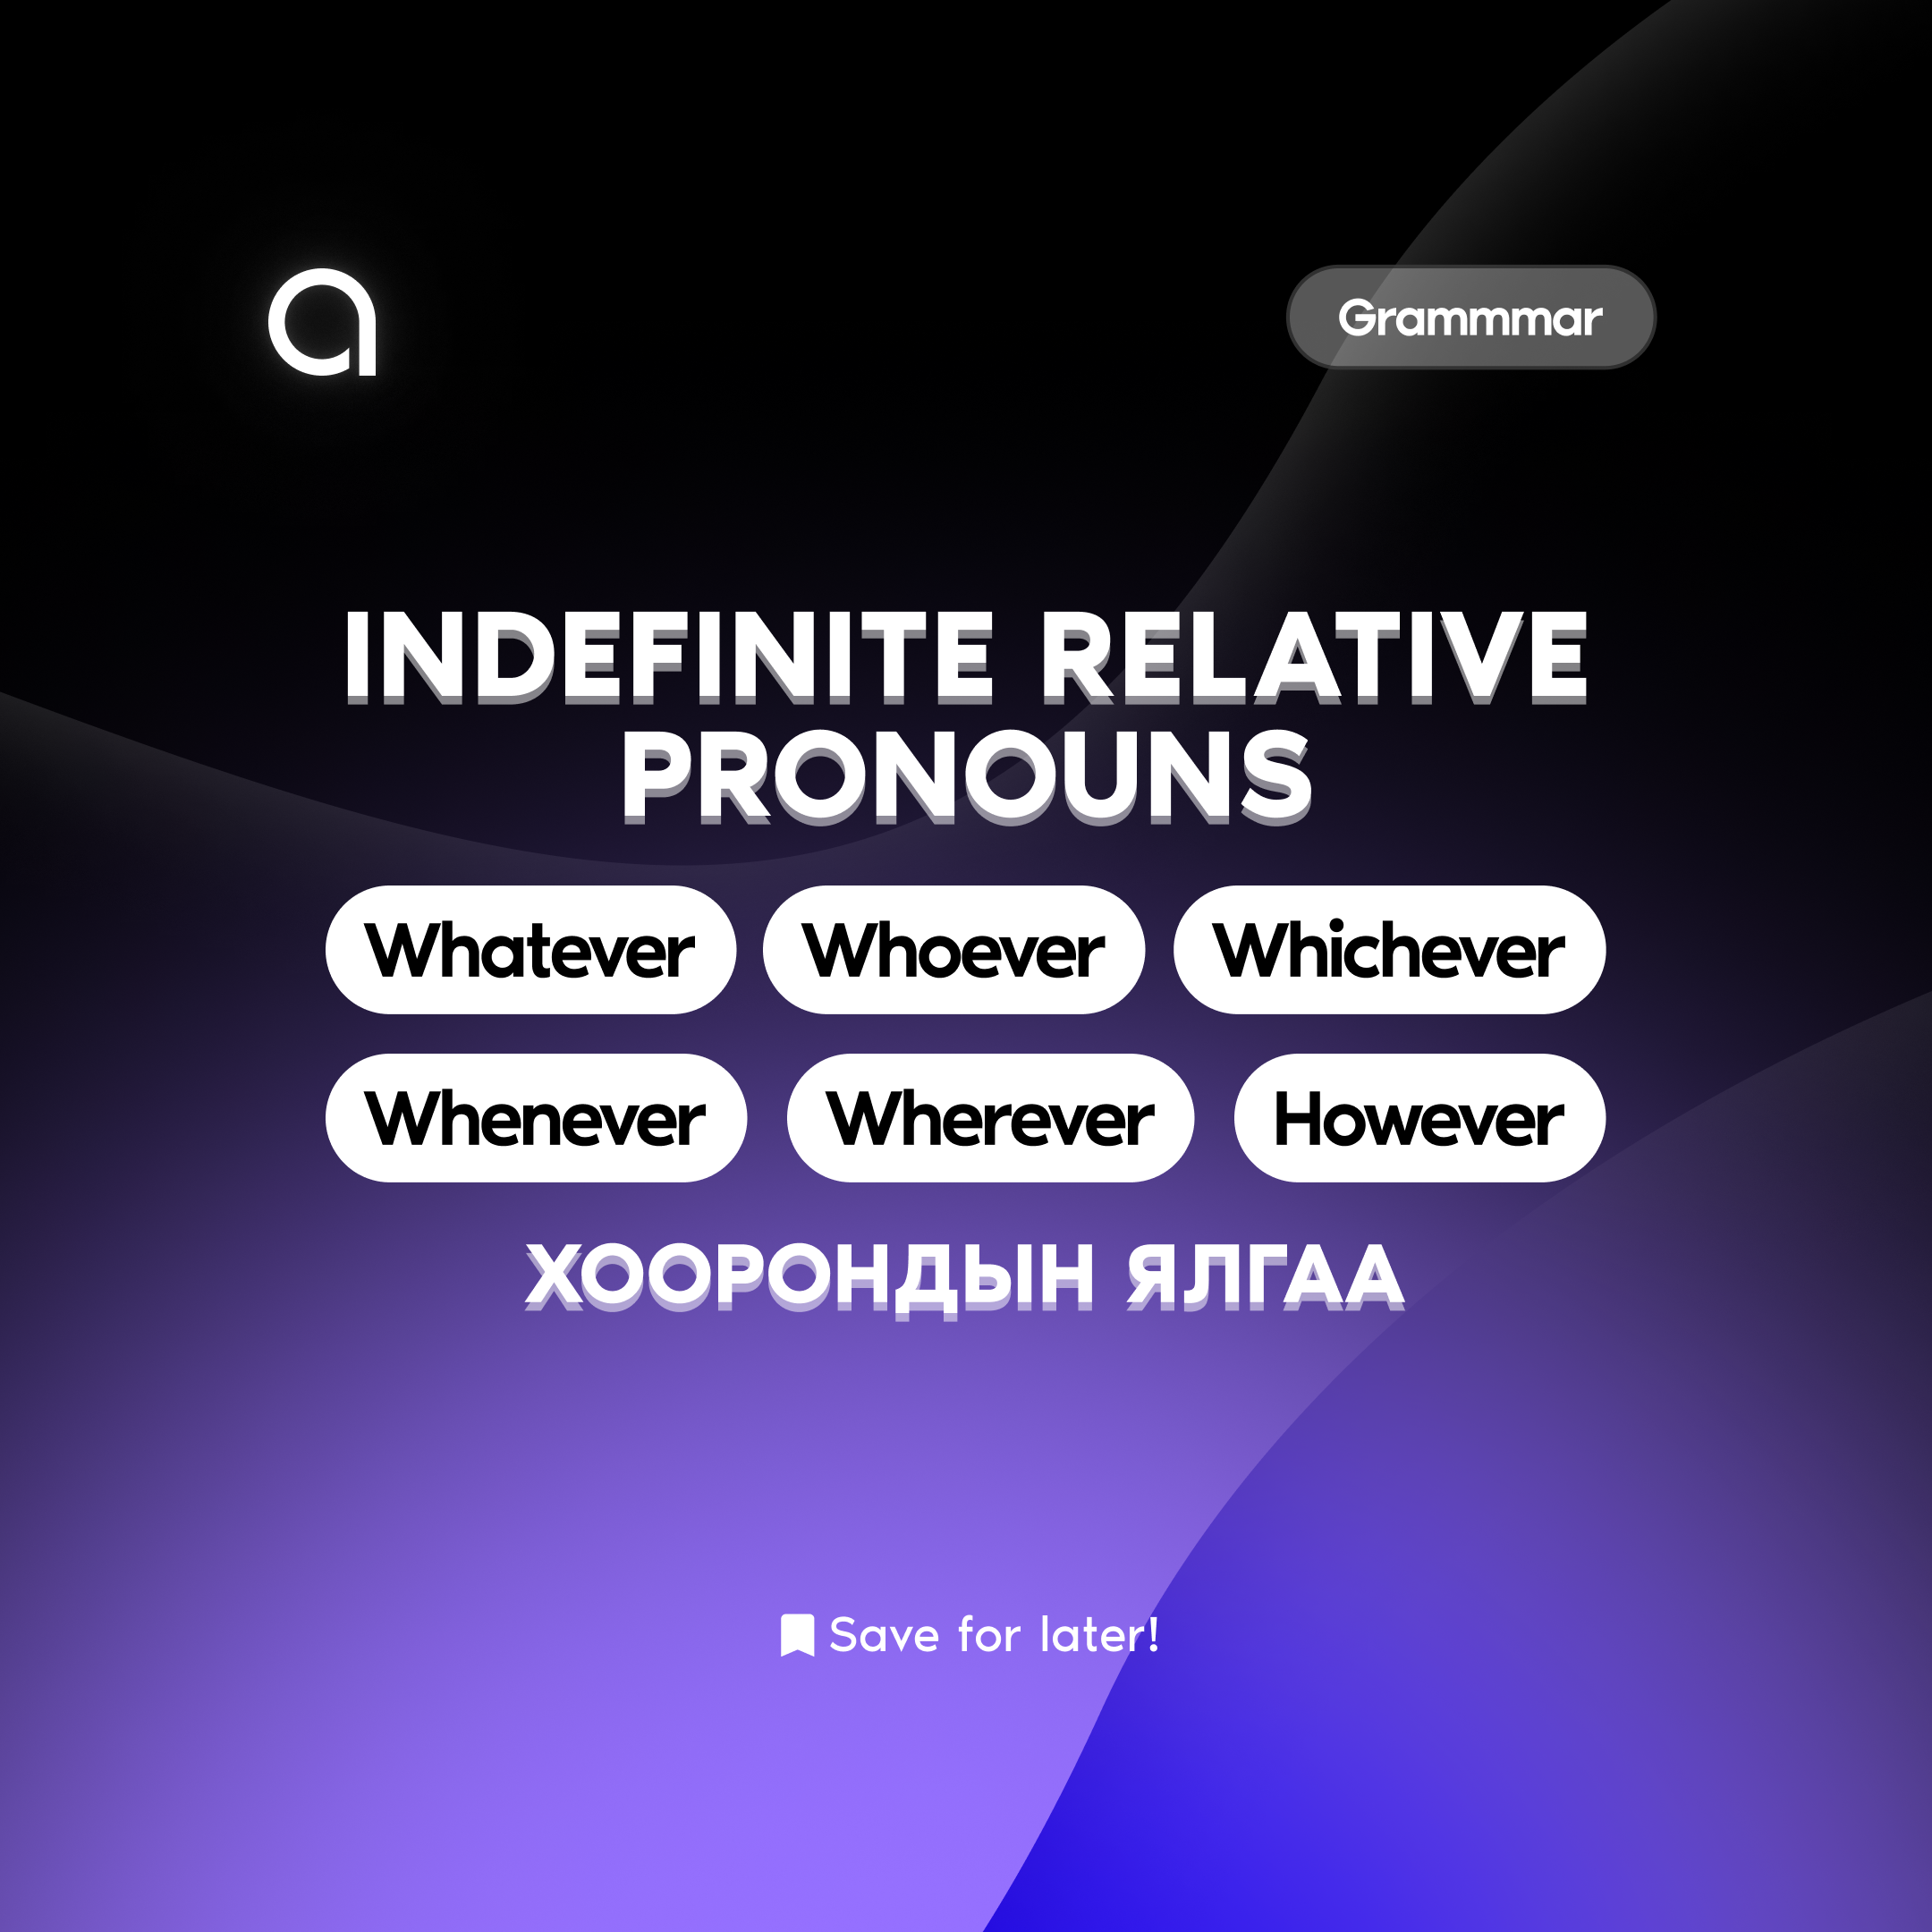 a
Grammmar
INDEFINITE RELATIVE
PRONOUNS
Whatever Whoever Whichever
Whenever Wherever However
ХООРОНДЫН ЯЛГАА
Save for later!